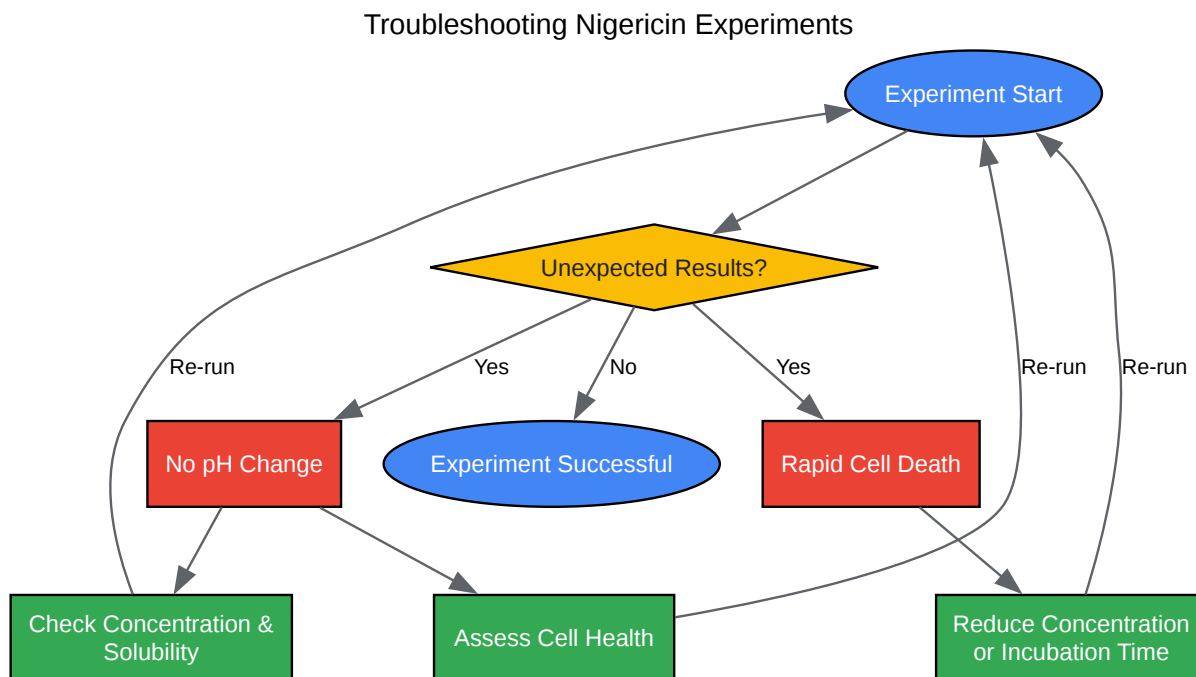 Troubleshooting Nigericin Experiments
Experiment Start
Unexpected Results?
Re-run
Yes
No
Yes
Re-run
Re-run
No pH Change
Experiment Successful
Rapid Cell Death
Check Concentration &
Solubility
Assess Cell Health
Reduce Concentration
or Incubation Time